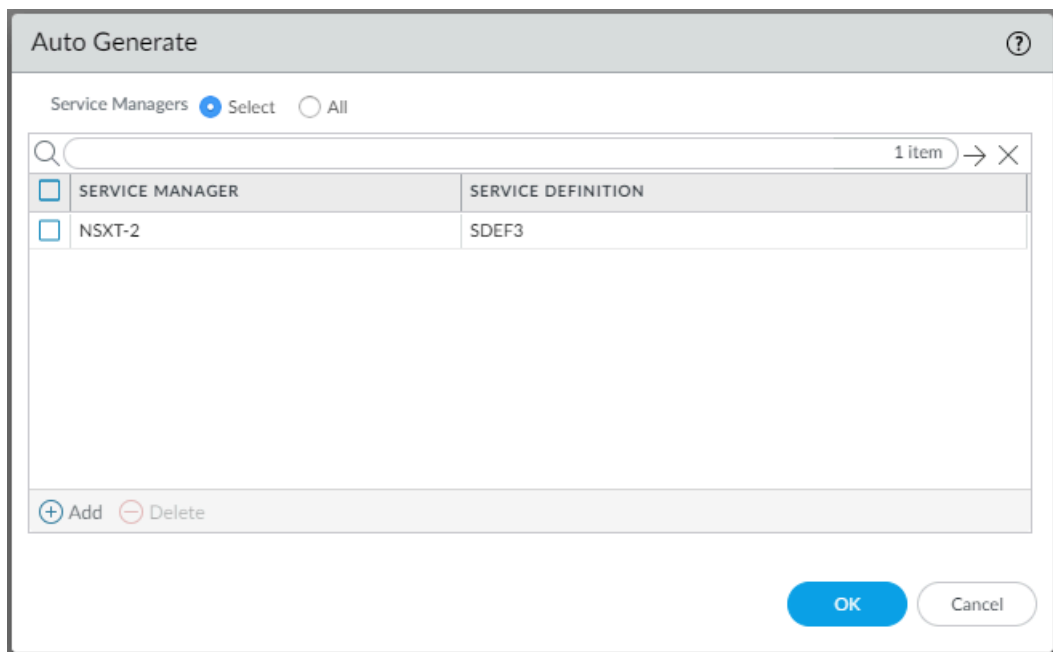 Auto Generate
Service Managers Select All
1 item
SERVICE MANAGER SERVICE DEFINITION
NSXT-2 SDEF3
Add Delete
OK Cancel